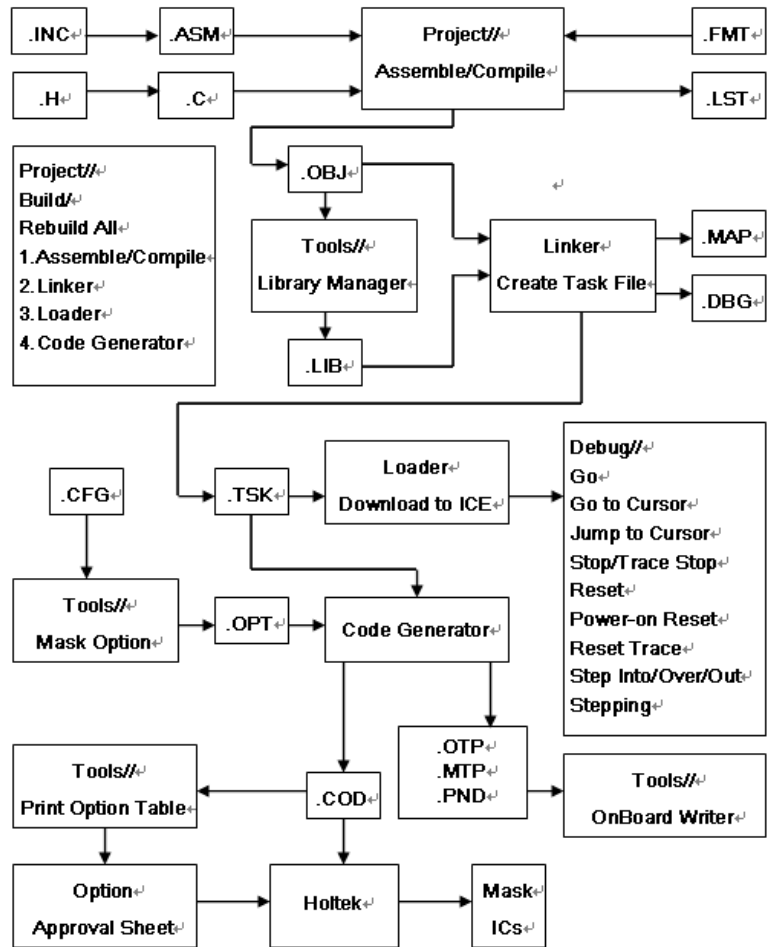 .INC
.ASM
Project//
Assemble/Compile
.FMT
.H
.C
.LST
Project//
Build/
Rebuild All
1.Assemble/Compile
2.Linker
3.Loader
4.Code Generator
.OBJ
Tools//
Library Manager
.LIB
Linker
Create Task File
.MAP
.DBG
.CFG
.TSK
Loader
Download to ICE
Debug//
Go
Go to Cursor
Jump to Cursor
Stop/Trace Stop
Reset
Power-on Reset
Reset Trace
Step Into/Over/Out
Stepping
Tools//
Mask Option
.OPT
Code Generator
Tools//
Print Option Table
.COD
.OTP
.MTP
.PND
Tools//
OnBoard Writer
Option
Approval Sheet
Holtek
Mask
ICs